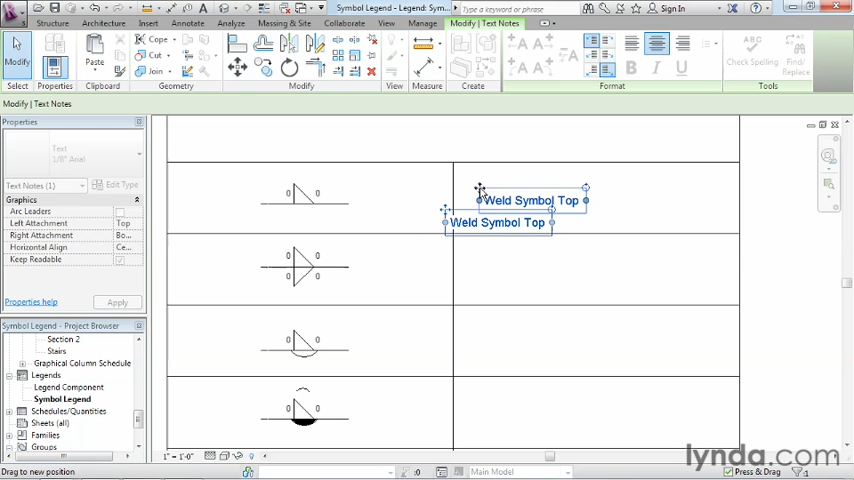 Symbol Legend - Legend: Sym...
Type a keyword or phrase
Sign In
Structure
Architecture
Insert
Annotate
Analyze
Massing & Site
Collaborate
View
Manage
Modify | Text Notes
Modify
Properties
Paste
Cope
Cut
Join
Check Spelling
Find/
Replace
Select
Properties
Clipboard
Geometry
Modify
View
Measure
Create
Format
Tools
Modify | Text Notes
Properties
Text
1/8" Arial
Text Notes (1)
Edit Type
Graphics
Arc Leaders
Left Attachment Top
Right Attachment Bo...
Horizontal Align Ce...
Keep Readable
Properties help
Apply
Symbol Legend - Project Browser
Section 2
Stairs
Graphical Column Schedule
Legends
Legend Component
Symbol Legend
Schedules/Quantities
Sheets (all)
Families
Groups
0 0
Weld Symbol Top
Weld Symbol Top
0 0
0 0
0 0
0 0
1" = 1'-0"
Drag to new position
:0
Main Model
Press & Drag
:1
lynda.com